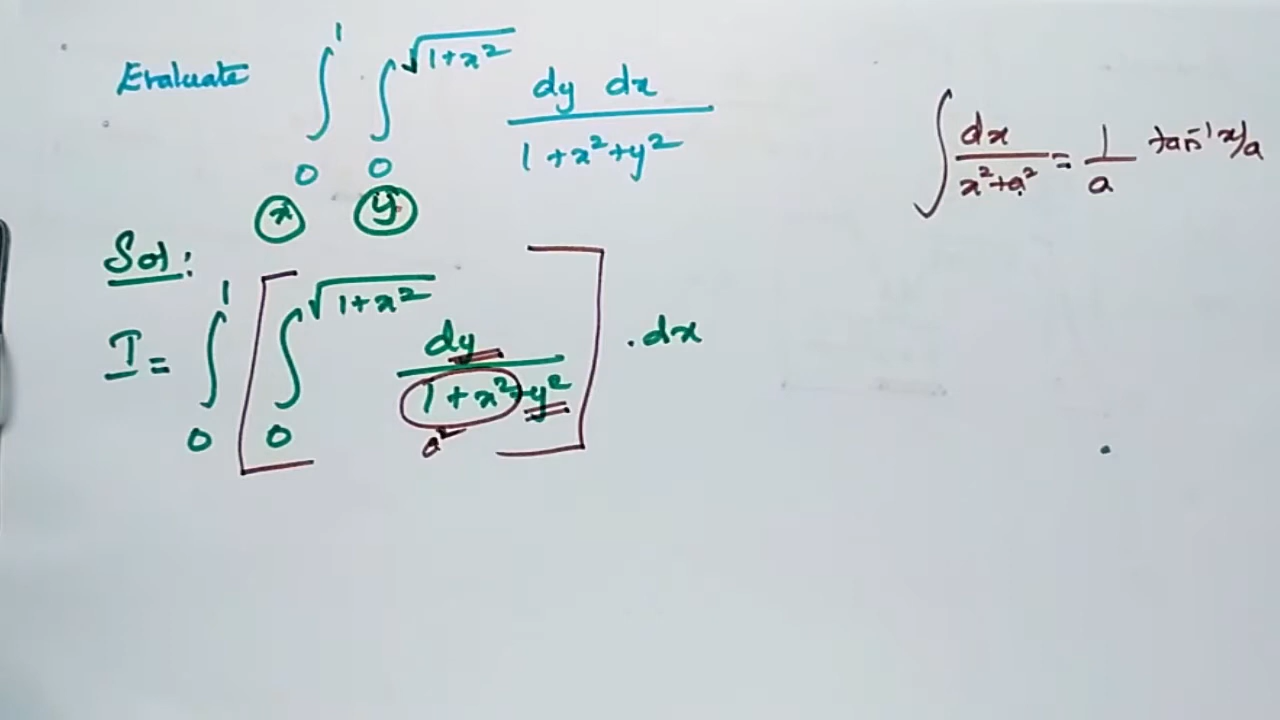 Evaluate ∫₀¹ ∫₀^√(1+x²) dy dx / (1+x²+y²)
x y
∫ dx/(x²+a²) = 1/a tan⁻¹ x/a
Sol:
I = ∫₀¹ [ ∫₀^√(1+x²) dy / (1+x²+y²) ] . dx
a²